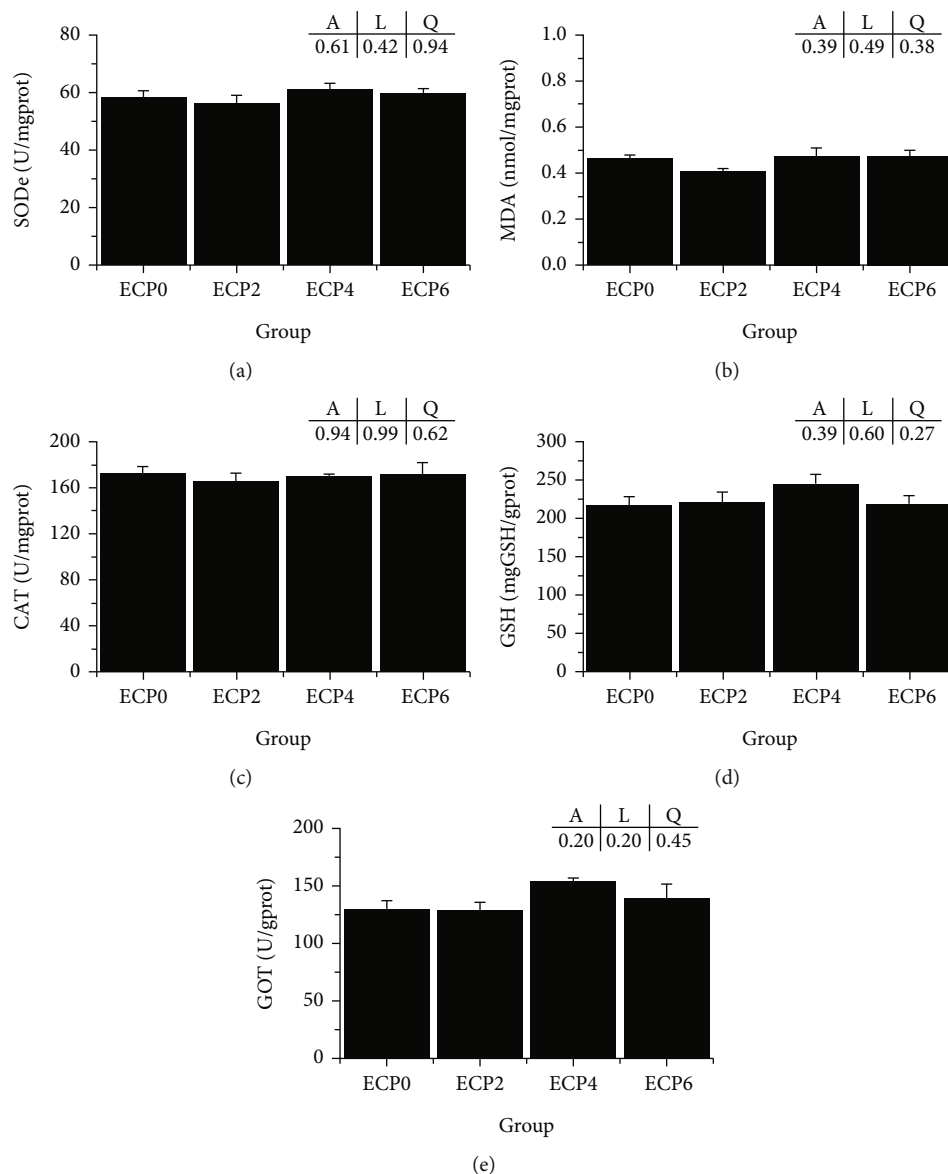 A L Q
0.61 0.42 0.94
80
60
40
20
0
SODe (U/mgprot)
ECP0 ECP2 ECP4 ECP6
Group
(a)
A L Q
0.39 0.49 0.38
1.0
0.8
0.6
0.4
0.2
0.0
MDA (nmol/mgprot)
ECP0 ECP2 ECP4 ECP6
Group
(b)
A L Q
0.94 0.99 0.62
200
160
120
80
40
0
CAT (U/mgprot)
ECP0 ECP2 ECP4 ECP6
Group
(c)
A L Q
0.39 0.60 0.27
300
250
200
150
100
50
0
GSH (mgGSH/gprot)
ECP0 ECP2 ECP4 ECP6
Group
(d)
A L Q
0.20 0.20 0.45
200
150
100
50
0
GOT (U/gprot)
ECP0 ECP2 ECP4 ECP6
Group
(e)